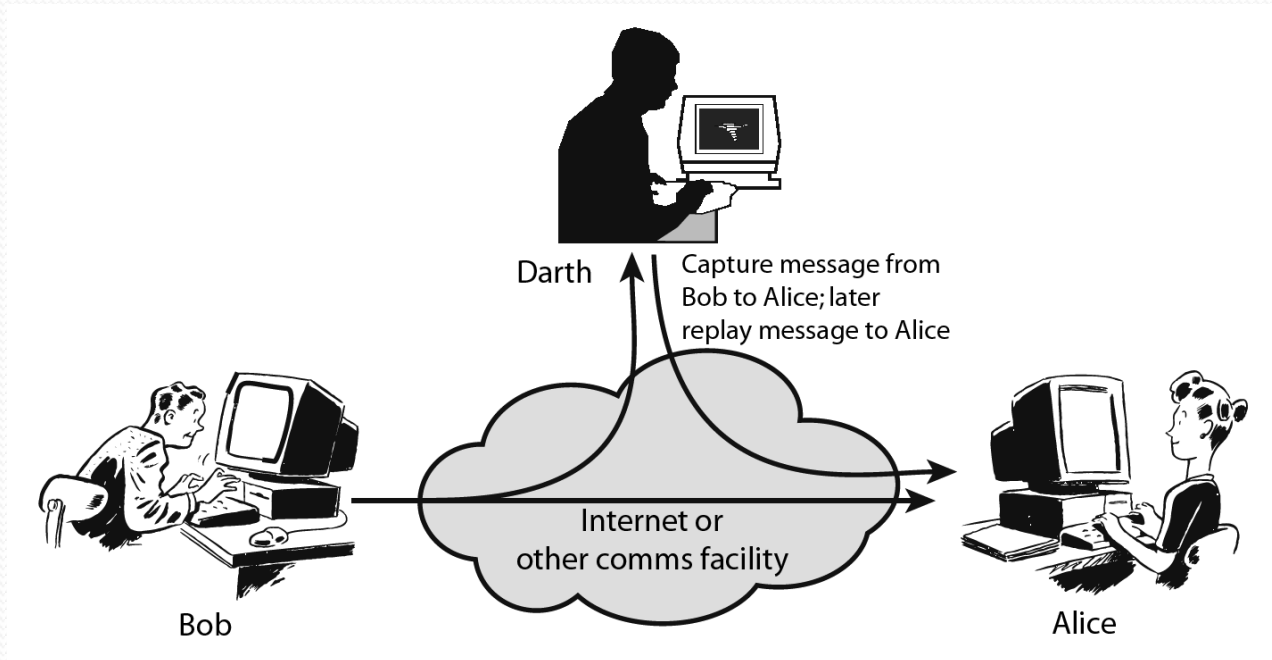 Darth
Capture message from
Bob to Alice; later
replay message to Alice
Internet or
other comms facility
Bob
Alice